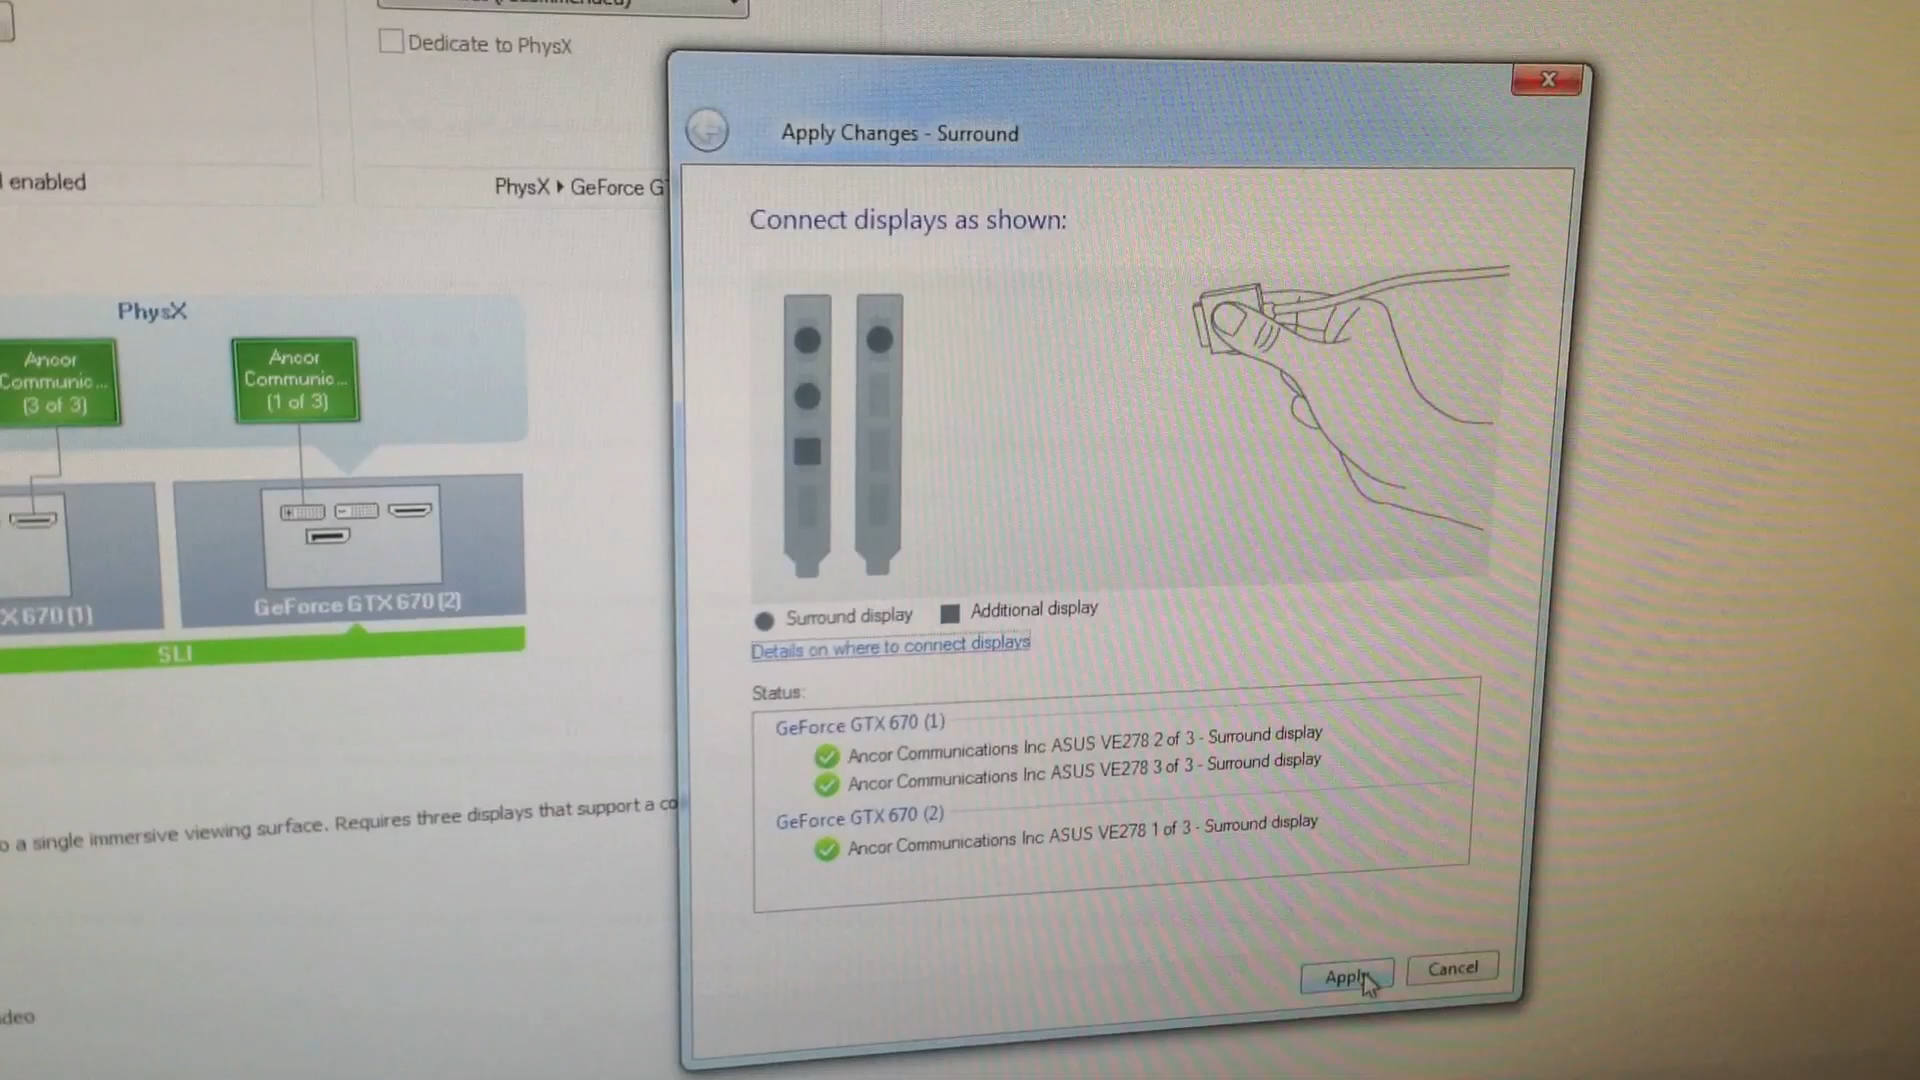 Dedicate to PhysX
enabled
PhysX ▸ GeForce G
PhysX
Ancor
Communic...
(3 of 3)
Ancor
Communic...
(1 of 3)
X 670 (1)
GeForce GTX 670 (2)
SLI
o a single immersive viewing surface. Requires three displays that support a co
deo
X
Apply Changes - Surround
Connect displays as shown:
Surround display
Additional display
Details on where to connect displays
Status:
GeForce GTX 670 (1)
Ancor Communications Inc ASUS VE278 2 of 3 - Surround display
Ancor Communications Inc ASUS VE278 3 of 3 - Surround display
GeForce GTX 670 (2)
Ancor Communications Inc ASUS VE278 1 of 3 - Surround display
Apply
Cancel